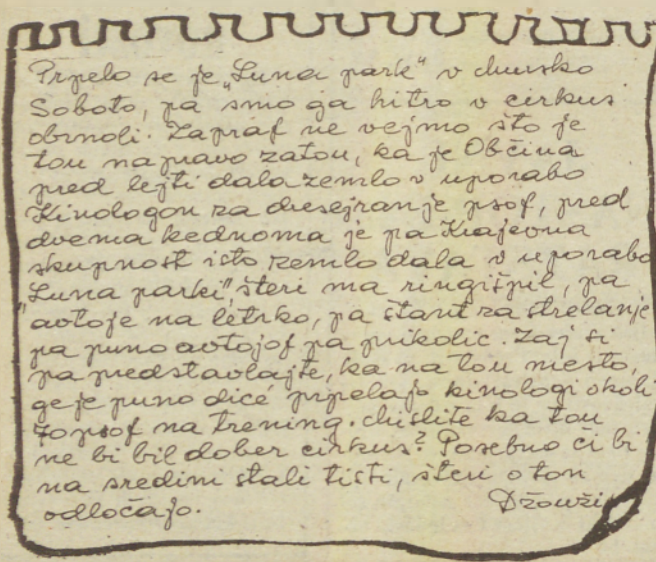 Prpelo se je „Luna park“ v Mursko
Soboto, pa smo ga hitro v cirkus
obrnoli. Zapraf ne vejmo što je
tou napravo zatou, ka je Občina
pred lejti dala zemlo v uporabo
Kinologon za dresejranje psof, pred
dvema kednoma je pa Krajevna
skupnost isto zemlo dala v uporabo
„Luna parki“, šteri ma ringišpil, pa
avtoje na letrko, pa štant za strelanje
pa puno avtojof pa prikolic. Zaj si
pa predstavlajte, ka na tou mesto,
ge je puno dicé prpelajo kinologi okoli
70 psof na trening. Mislite ka tou
ne bi bil dober cirkus? Posebno či bi
na sredini stali tisti, šteri o ton
odločajo.
Džouži